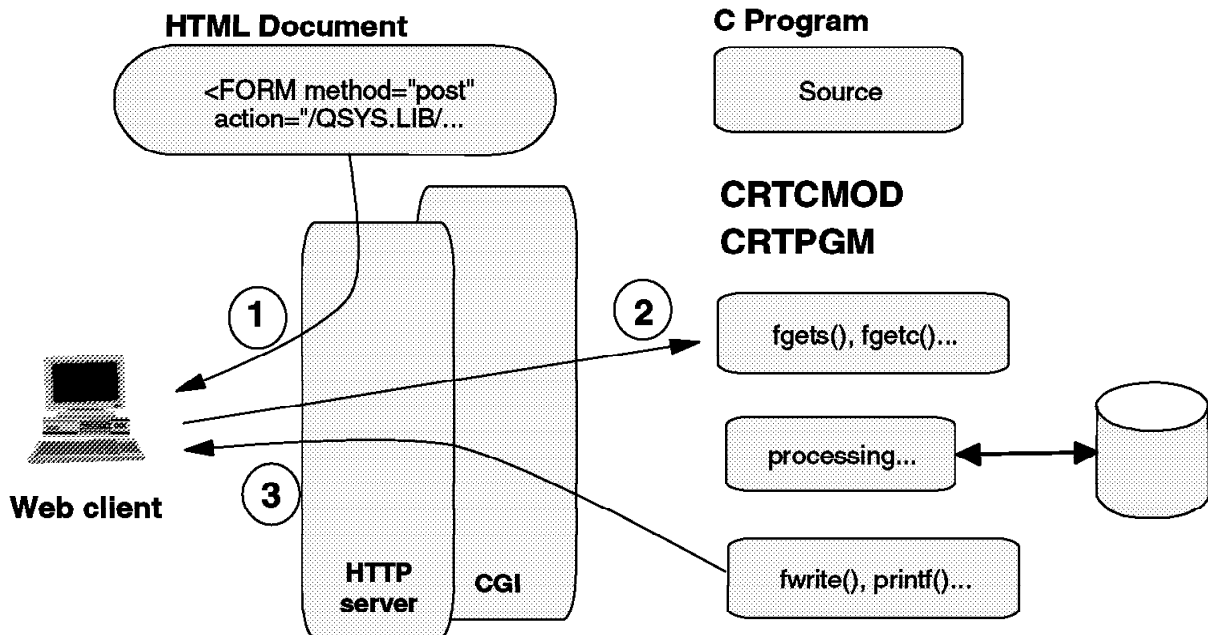 HTML Document
<FORM method="post"
action="/QSYS.LIB/...
C Program
Source
CRTCMOD
CRTPGM
1
2
fgets(), fgetc()...
processing...
3
Web client
HTTP
server
CGI
fwrite(), printf()...